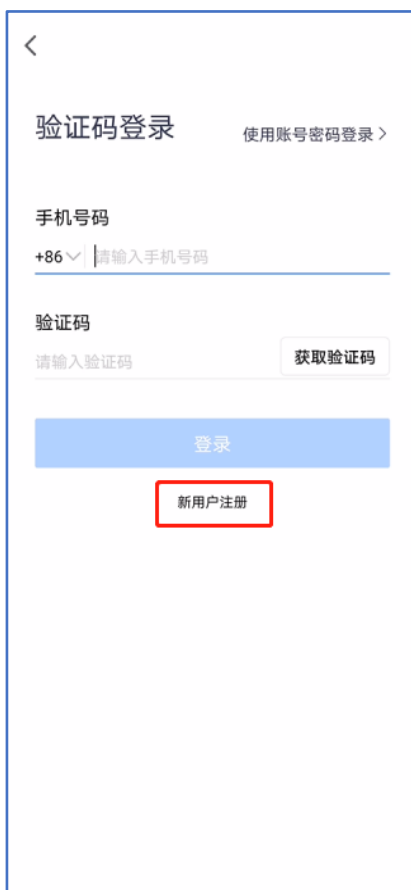 验证码登录
使用账号密码登录
手机号码
+86 请输入手机号码
验证码
请输入验证码 获取验证码
登录
新用户注册